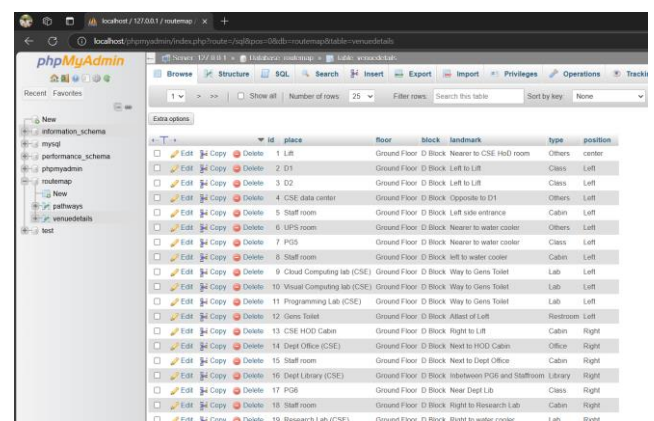 localhost / 127.0.0.1 / routemap /
localhost/phpmyadmin/index.php?route=/sql&pos=0&db=routemap&table=venuedetails
phpMyAdmin
Recent Favorites
New
information_schema
mysql
performance_schema
phpmyadmin
routemap
New
pathways
venuedetails
test
Server: 127.0.0.1 » Database: routemap » Table: venuedetails
Browse Structure SQL Search Insert Export Import Privileges Operations Tracki
1 > >> Show all Number of rows: 25 Filter rows: Search this table Sort by key: None
Extra options
id place floor block landmark type position
Edit Copy Delete 1 Lift Ground Floor D Block Nearer to CSE HoD room Others center
Edit Copy Delete 2 D1 Ground Floor D Block Left to Lift Class Left
Edit Copy Delete 3 D2 Ground Floor D Block Left to Lift Class Left
Edit Copy Delete 4 CSE data center Ground Floor D Block Opposite to D1 Others Left
Edit Copy Delete 5 Staff room Ground Floor D Block Left side entrance Cabin Left
Edit Copy Delete 6 UPS room Ground Floor D Block Nearer to water cooler Others Left
Edit Copy Delete 7 PG5 Ground Floor D Block Nearer to water cooler Class Left
Edit Copy Delete 8 Staff room Ground Floor D Block left to water cooler Cabin Left
Edit Copy Delete 9 Cloud Computing lab (CSE) Ground Floor D Block Way to Gens Toilet Lab Left
Edit Copy Delete 10 Visual Computing lab (CSE) Ground Floor D Block Way to Gens Toilet Lab Left
Edit Copy Delete 11 Programming Lab (CSE) Ground Floor D Block Way to Gens Toilet Lab Left
Edit Copy Delete 12 Gens Toilet Ground Floor D Block Atlast of Left Restroom Left
Edit Copy Delete 13 CSE HOD Cabin Ground Floor D Block Right to Lift Cabin Right
Edit Copy Delete 14 Dept Office (CSE) Ground Floor D Block Next to HOD Cabin Office Right
Edit Copy Delete 15 Staff room Ground Floor D Block Next to Dept Office Cabin Right
Edit Copy Delete 16 Dept Library (CSE) Ground Floor D Block Inbetween PG6 and Staffroom Library Right
Edit Copy Delete 17 PG6 Ground Floor D Block Near Dept Lib Class Right
Edit Copy Delete 18 Staff room Ground Floor D Block Right to Research Lab Cabin Right
Edit Copy Delete 19 Research Lab (CSE) Ground Floor D Block Right to water cooler Lab Right